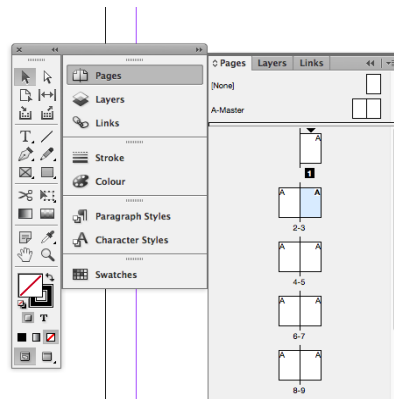 Pages
Layers
Links
Stroke
Colour
Paragraph Styles
Character Styles
Swatches
T
T
Pages Layers Links
[None]
A-Master
A
1
A A
2-3
A A
4-5
A A
6-7
A A
8-9